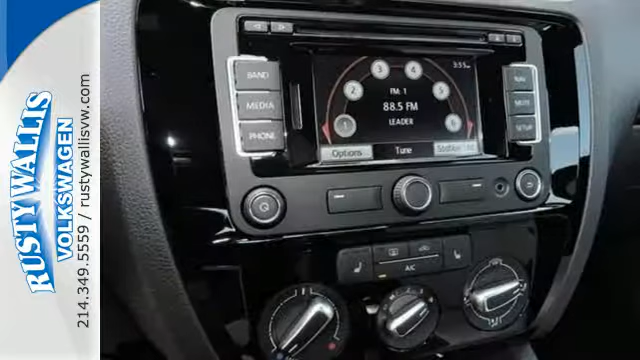 RUSTY WALLIS
VOLKSWAGEN
214.349.5559 / rustywallisvw.com
BAND
MEDIA
PHONE
NAV
MUTE
SETUP
3:55
1
2
3
4
5
6
FM: 1
88.5 FM
LEADER
Options
Tune
A/C